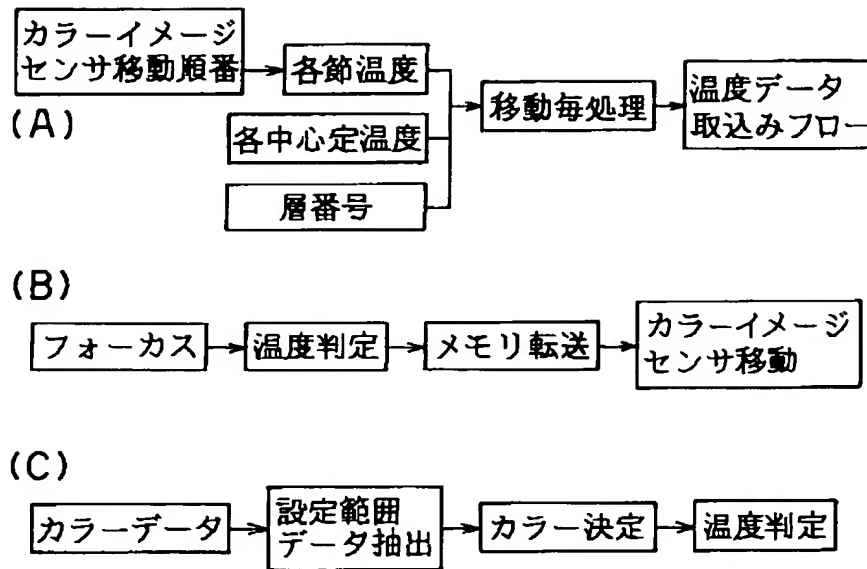 カラーイメージ
センサ移動順番
各節温度
移動毎処理
温度データ
取込みフロー
(A)
各中心定温度
層番号
(B)
フォーカス
温度判定
メモリ転送
カラーイメージ
センサ移動
(C)
カラーデータ
設定範囲
データ抽出
カラー決定
温度判定